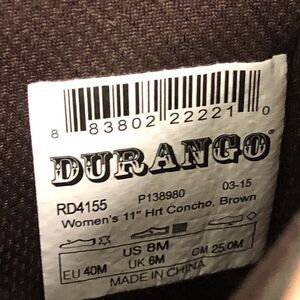 8 83802 22221 0
DURANGO®
RD4155 P138980 03-15
Women's 11" Hrt Concho, Brown
US 8M
EU 40M UK 6M CM 25.0M
MADE IN CHINA